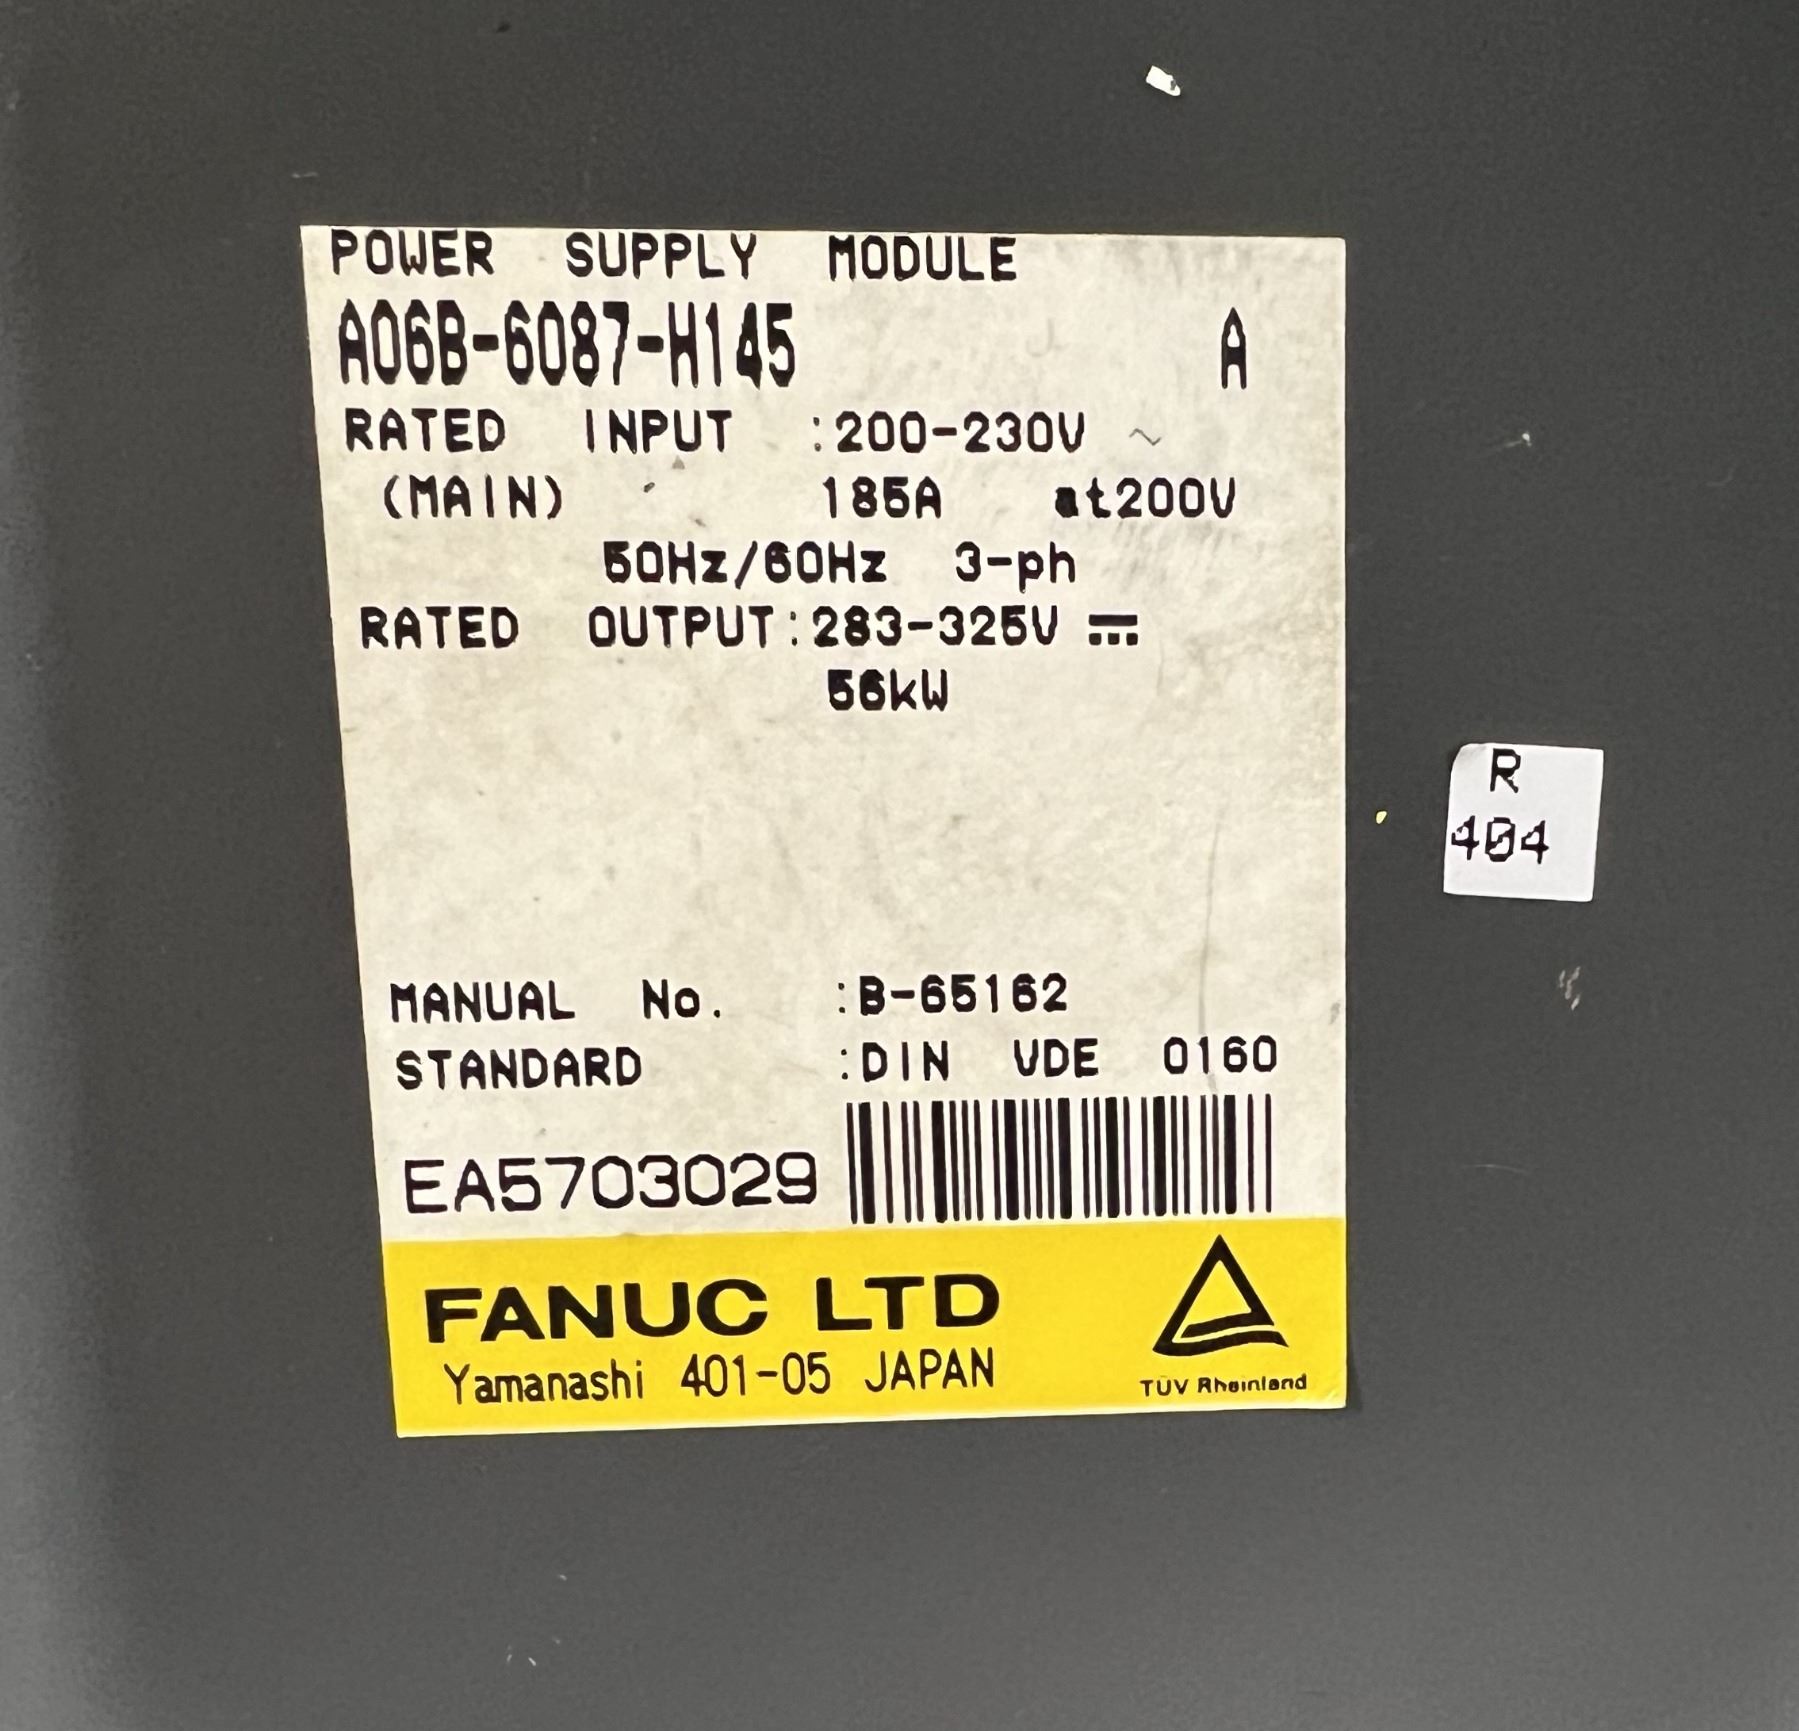 POWER SUPPLY MODULE
A06B-6087-H145 A
RATED INPUT :200-230V ~
(MAIN) 185A at200V
50Hz/60Hz 3-ph
RATED OUTPUT:283-325V ⎓
56kW
R
404
MANUAL No. :B-65162
STANDARD :DIN VDE 0160
EA5703029
FANUC LTD
Yamanashi 401-05 JAPAN
TÜV Rheinland